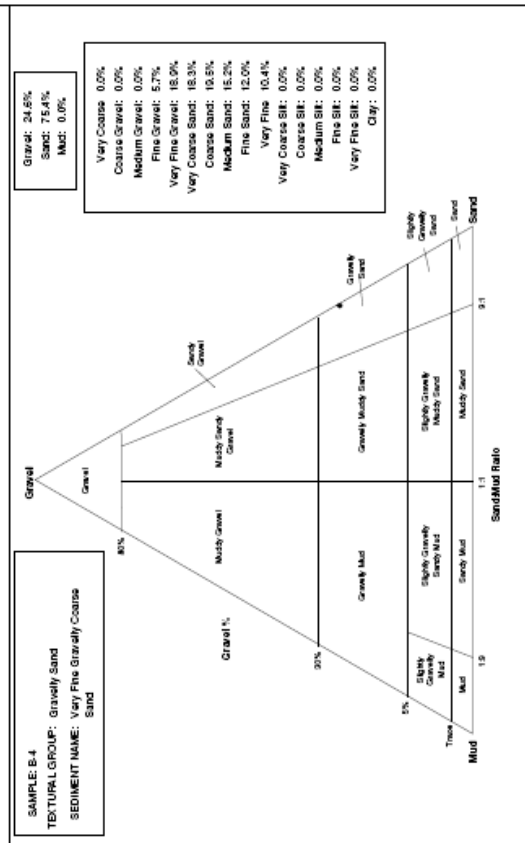 SAMPLE: B-4
TEXTURAL GROUP: Gravelly Sand
SEDIMENT NAME: Very Fine Gravelly Coarse
Sand
Gravel: 24.6%
Sand: 75.4%
Mud: 0.0%
Very Coarse 0.0%
Coarse Gravel: 0.0%
Medium Gravel: 0.0%
Fine Gravel: 5.7%
Very Fine Gravel: 18.9%
Very Coarse Sand: 18.3%
Coarse Sand: 19.5%
Medium Sand: 15.2%
Fine Sand: 12.0%
Very Fine 10.4%
Very Coarse Silt: 0.0%
Coarse Silt: 0.0%
Medium Silt: 0.0%
Fine Silt: 0.0%
Very Fine Silt: 0.0%
Clay: 0.0%
Gravel
Gravel
80%
Sandy
Gravel
Muddy Gravel
Muddy Sandy
Gravel
Gravel %
30%
Gravelly Mud
Gravelly Muddy Sand
Gravelly
Sand
5%
Slightly
Gravelly
Mud
Slightly Gravelly
Sandy Mud
Slightly Gravelly
Muddy Sand
Slightly
Gravelly
Sand
Trace
Mud
Sandy Mud
Muddy Sand
Sand
Mud
1:9
1:1
9:1
Sand
Sand:Mud Ratio